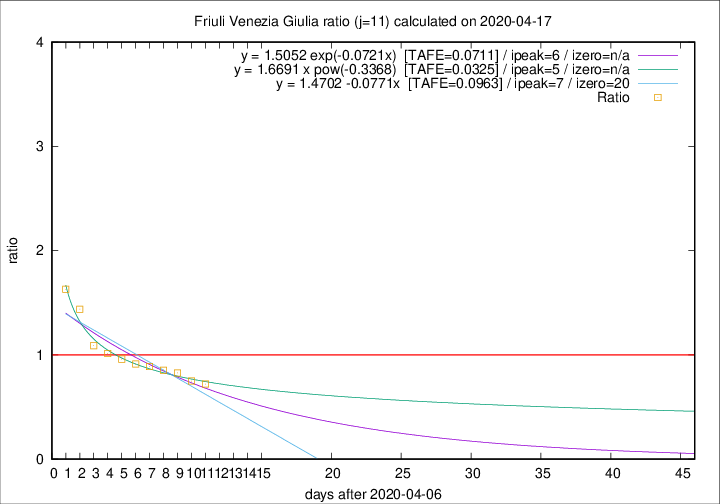 Friuli Venezia Giulia ratio (j=11) calculated on 2020-04-17
y = 1.5052 exp(-0.0721x) [TAFE=0.0711] / ipeak=6 / izero=n/a
y = 1.6691 x pow(-0.3368) [TAFE=0.0325] / ipeak=5 / izero=n/a
y = 1.4702 -0.0771x [TAFE=0.0963] / ipeak=7 / izero=20
Ratio
4
3
2
1
0
ratio
0 1 2 3 4 5 6 7 8 9 10 11 12 13 14 15 20 25 30 35 40 45
days after 2020-04-06